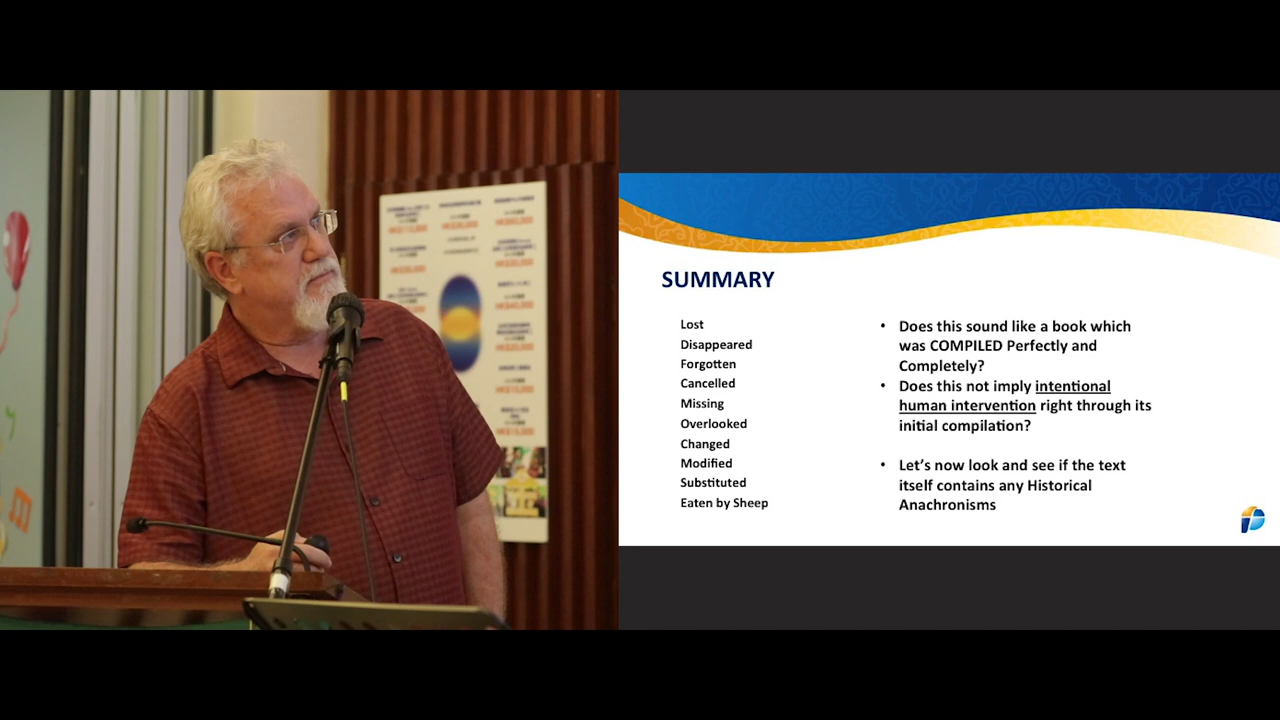 SUMMARY
Lost
Disappeared
Forgotten
Cancelled
Missing
Overlooked
Changed
Modified
Substituted
Eaten by Sheep
• Does this sound like a book which
was COMPILED Perfectly and
Completely?
• Does this not imply intentional
human intervention right through its
initial compilation?
• Let's now look and see if the text
itself contains any Historical
Anachronisms